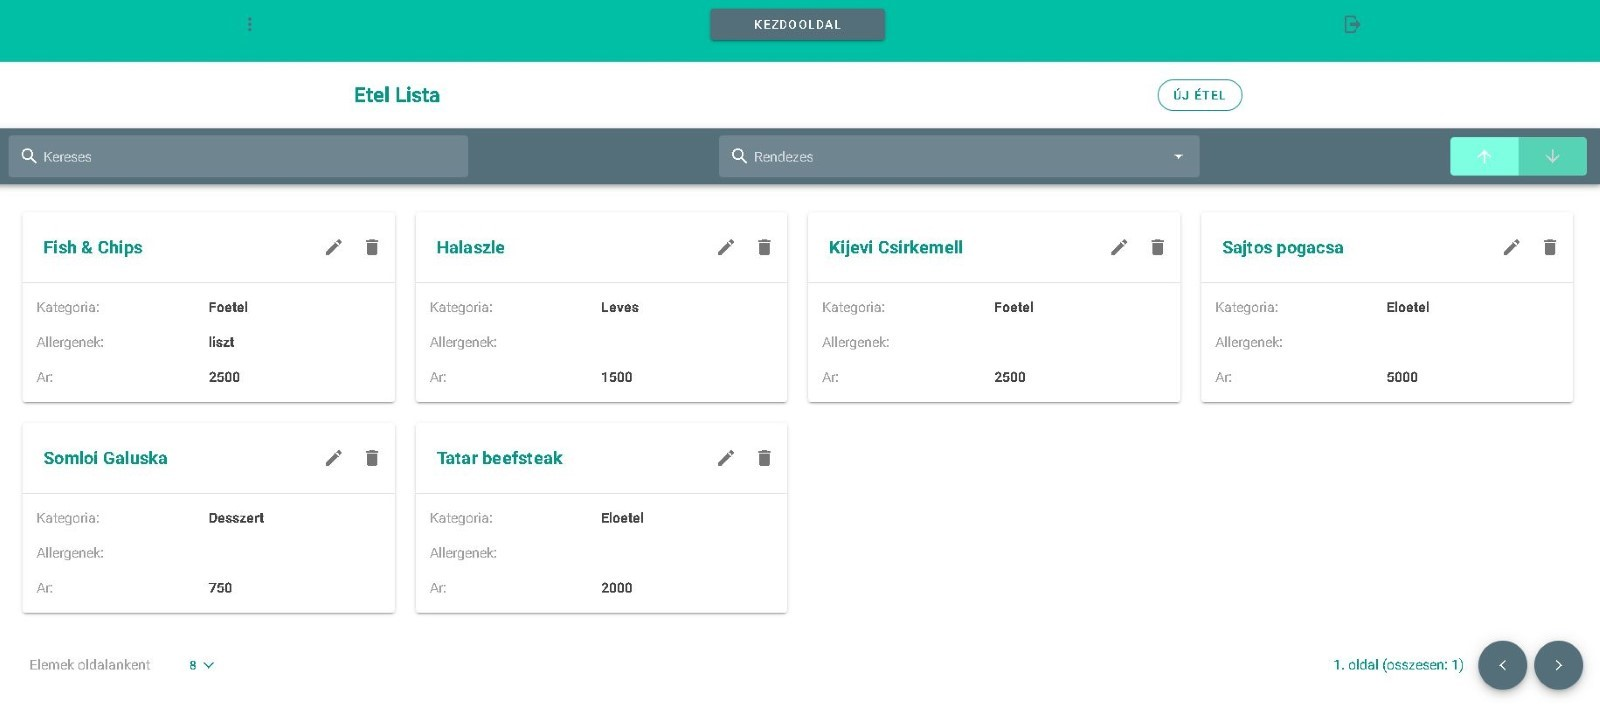 KEZDOOLDAL
Etel Lista
ÚJ ÉTEL
Kereses
Rendezes
Fish & Chips
Kategoria: Foetel
Allergenek: liszt
Ar: 2500
Halaszle
Kategoria: Leves
Allergenek:
Ar: 1500
Kijevi Csirkemell
Kategoria: Foetel
Allergenek:
Ar: 2500
Sajtos pogacsa
Kategoria: Eloetel
Allergenek:
Ar: 5000
Somloi Galuska
Kategoria: Desszert
Allergenek:
Ar: 750
Tatar beefsteak
Kategoria: Eloetel
Allergenek:
Ar: 2000
Elemek oldalankent 8
1. oldal (osszesen: 1)